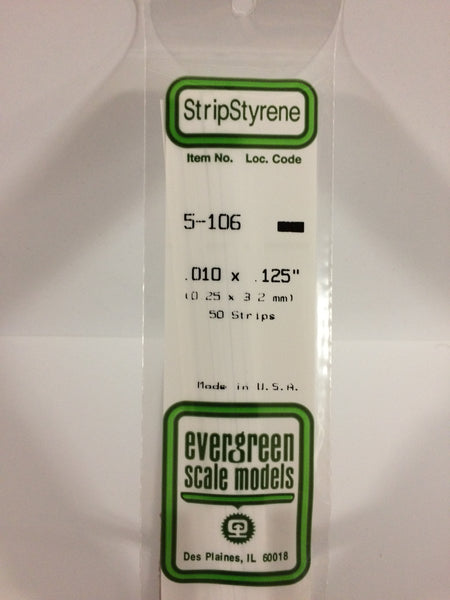 StripStyrene
Item No. Loc. Code
5-106
.010 x .125"
(0.25 x 3.2 mm)
50 Strips
Made in U.S.A.
evergreen
scale models
Des Plaines, IL 60018